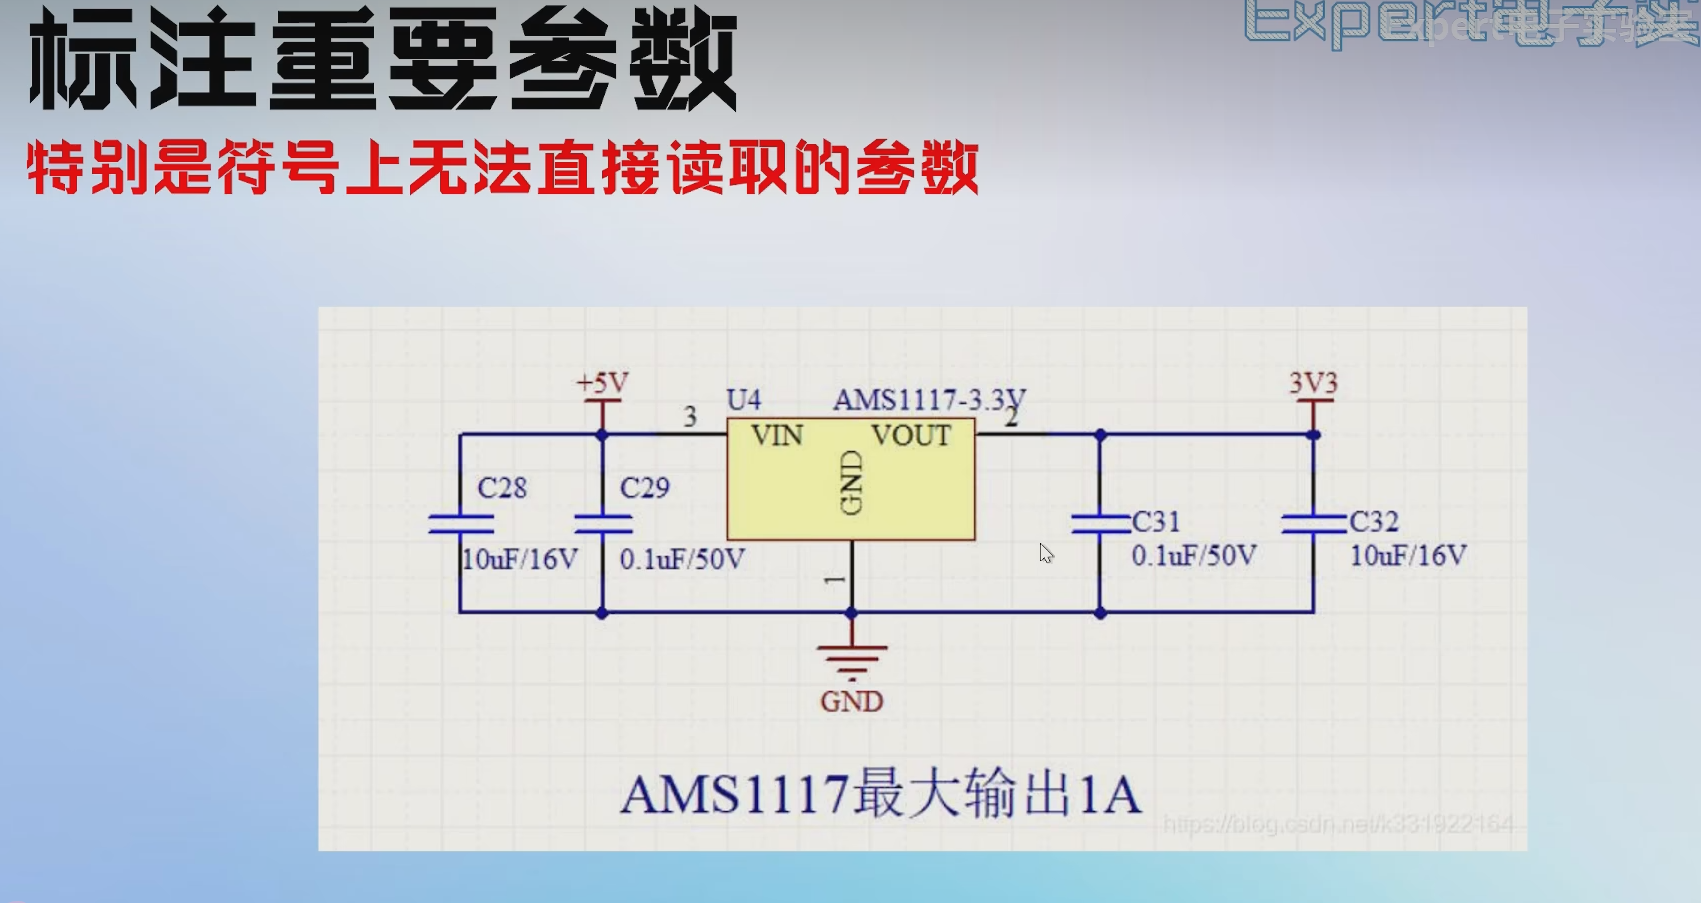 标注重要参数
特别是符号上无法直接读取的参数
Expert电子实验室
+5V
3V3
U4
AMS1117-3.3V
3
2
VIN
VOUT
GND
C28
C29
C31
C32
10uF/16V
0.1uF/50V
0.1uF/50V
10uF/16V
1
GND
AMS1117最大输出1A
https://blog.csdn.net/k331922164